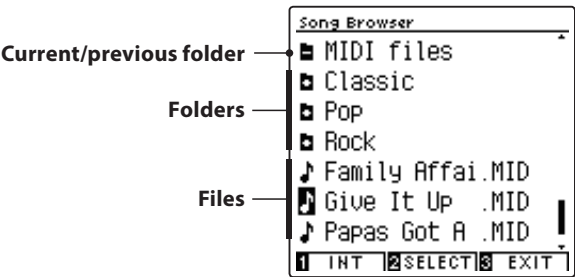 Song Browser
Current/previous folder
MIDI files
Folders
Classic
Pop
Rock
Files
Family Affai.MID
Give It Up .MID
Papas Got A .MID
1 INT 2 SELECT 3 EXIT